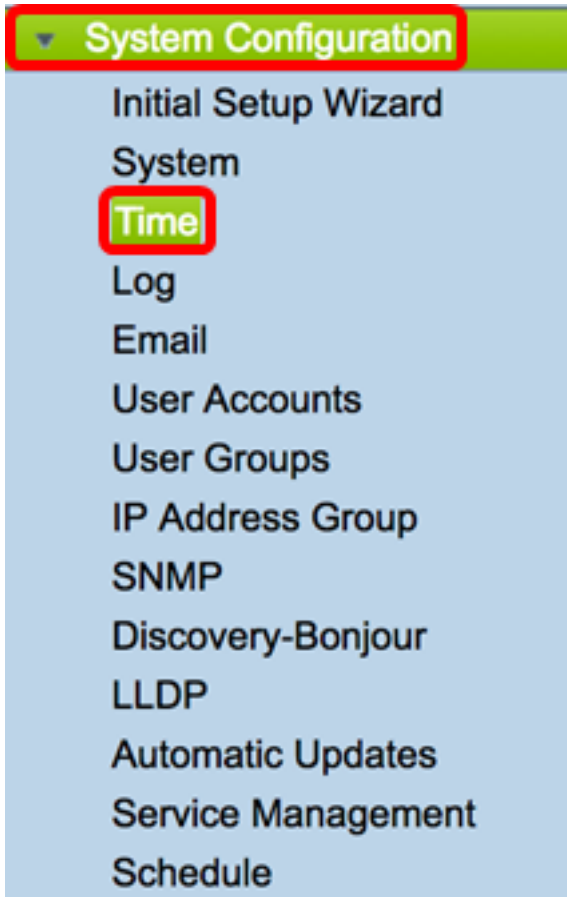 System Configuration
Initial Setup Wizard
System
Time
Log
Email
User Accounts
User Groups
IP Address Group
SNMP
Discovery-Bonjour
LLDP
Automatic Updates
Service Management
Schedule